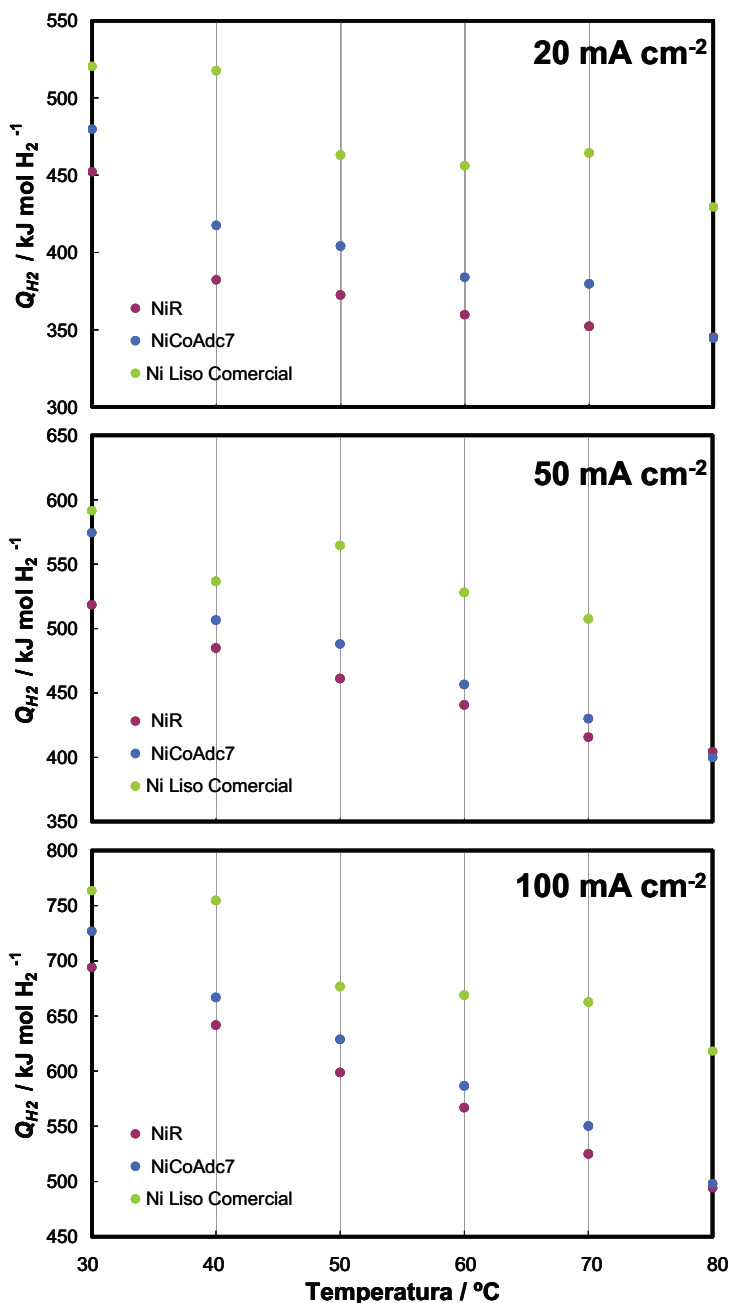 550
20 mA cm⁻²
500
450
400
350
300
Q_H2 / kJ mol H₂ ⁻¹
NiR
NiCoAdc7
Ni Liso Comercial
650
50 mA cm⁻²
600
550
500
450
400
350
Q_H2 / kJ mol H₂ ⁻¹
NiR
NiCoAdc7
Ni Liso Comercial
800
100 mA cm⁻²
750
700
650
600
550
500
450
Q_H2 / kJ mol H₂ ⁻¹
NiR
NiCoAdc7
Ni Liso Comercial
30 40 50 60 70 80
Temperatura / ºC